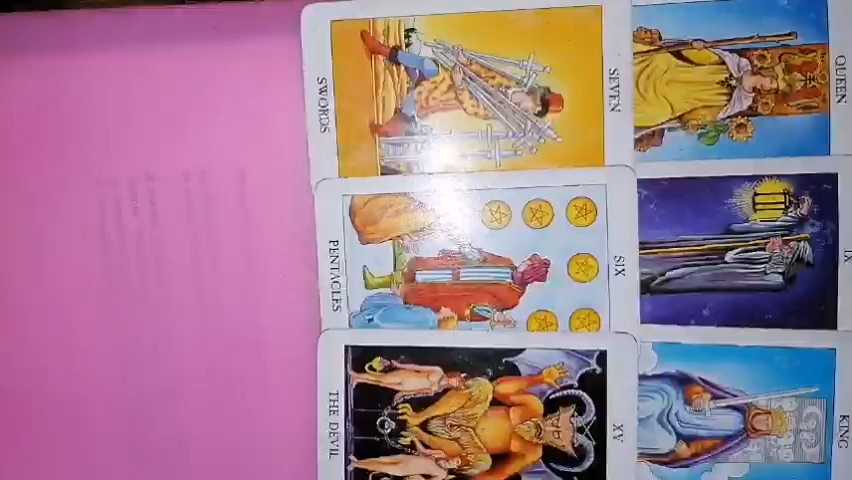 SEVEN
SWORDS
SIX
PENTACLES
XV
THE DEVIL
QUEEN
IX
KING